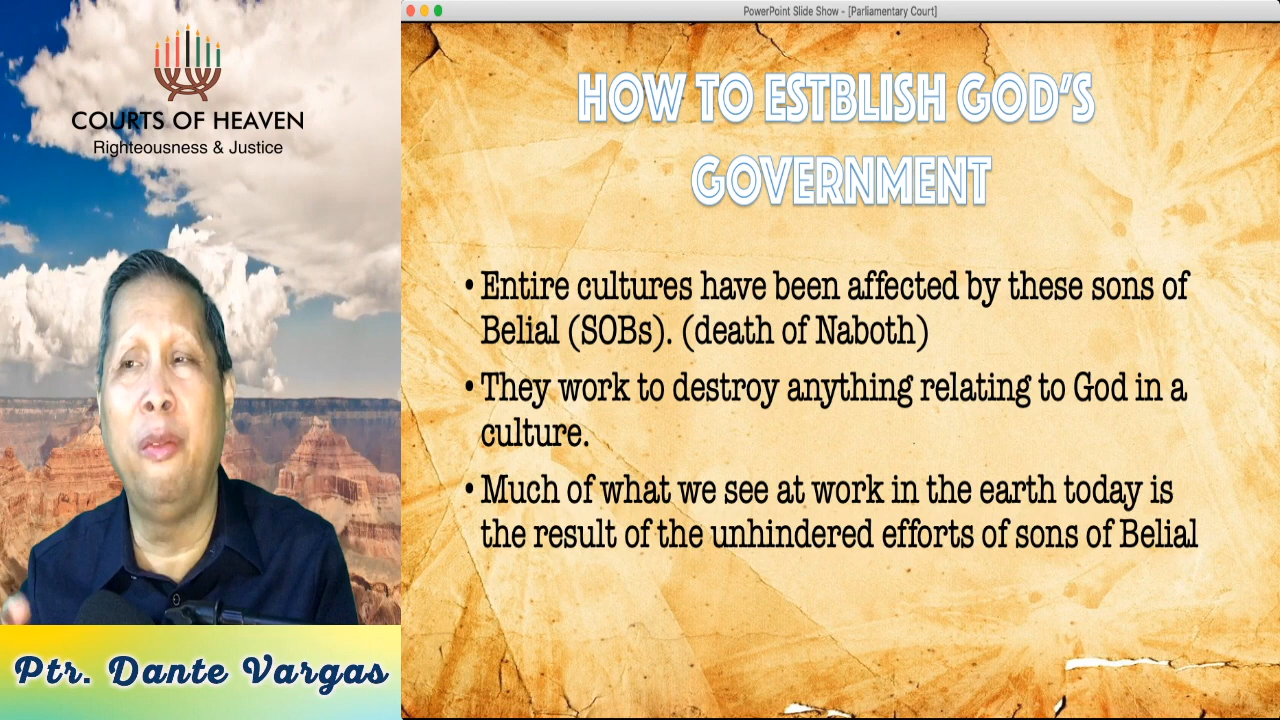 PowerPoint Slide Show - [Parliamentary Court]
COURTS OF HEAVEN
Righteousness & Justice
HOW TO ESTBLISH GOD'S
GOVERNMENT
• Entire cultures have been affected by these sons of
Belial (SOBs). (death of Naboth)
• They work to destroy anything relating to God in a
culture.
• Much of what we see at work in the earth today is
the result of the unhindered efforts of sons of Belial
Ptr. Dante Vargas